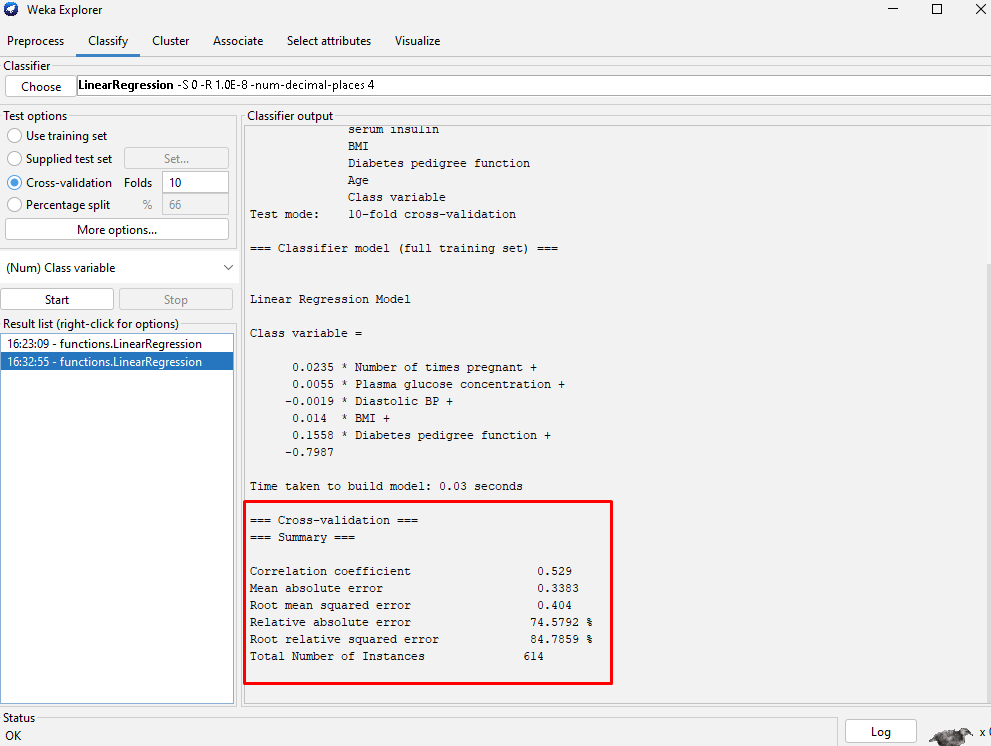 Weka Explorer
Preprocess Classify Cluster Associate Select attributes Visualize
Classifier
Choose LinearRegression -S 0 -R 1.0E-8 -num-decimal-places 4
Test options
Use training set
Supplied test set Set...
Cross-validation Folds 10
Percentage split % 66
More options...
(Num) Class variable
Start Stop
Result list (right-click for options)
16:23:09 - functions.LinearRegression
16:32:55 - functions.LinearRegression
Classifier output
serum insulin
BMI
Diabetes pedigree function
Age
Class variable
Test mode: 10-fold cross-validation
=== Classifier model (full training set) ===
Linear Regression Model
Class variable =
0.0235 * Number of times pregnant +
0.0055 * Plasma glucose concentration +
-0.0019 * Diastolic BP +
0.014 * BMI +
0.1558 * Diabetes pedigree function +
-0.7987
Time taken to build model: 0.03 seconds
=== Cross-validation ===
=== Summary ===
Correlation coefficient 0.529
Mean absolute error 0.3383
Root mean squared error 0.404
Relative absolute error 74.5792 %
Root relative squared error 84.7859 %
Total Number of Instances 614
Status
OK
Log
x